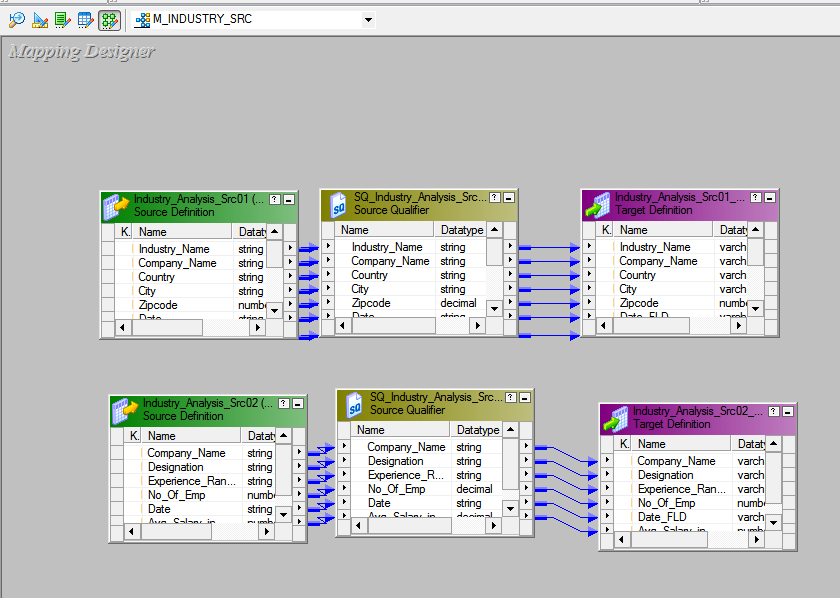 M_INDUSTRY_SRC
Mapping Designer
Industry_Analysis_Src01 (...
Source Definition
K. Name Dataty
Industry_Name string
Company_Name string
Country string
City string
Zipcode numbe
Date string
SQ_Industry_Analysis_Src...
Source Qualifier
Name Datatype
Industry_Name string
Company_Name string
Country string
City string
Zipcode decimal
Date string
Industry_Analysis_Src01_...
Target Definition
K. Name Dataty
Industry_Name varch
Company_Name varch
Country varch
City varch
Zipcode numbe
Date_FLD varch
Industry_Analysis_Src02 (...
Source Definition
K. Name Dataty
Company_Name string
Designation string
Experience_Ran... string
No_Of_Emp numbe
Date string
Avg_Salary_in numbe
SQ_Industry_Analysis_Src...
Source Qualifier
Name Datatype
Company_Name string
Designation string
Experience_R... string
No_Of_Emp decimal
Date string
Avg_Salary_in decimal
Industry_Analysis_Src02_...
Target Definition
K. Name Dataty
Company_Name varch
Designation varch
Experience_Ran... varch
No_Of_Emp numbe
Date_FLD varch
Avg_Salary_in numbe